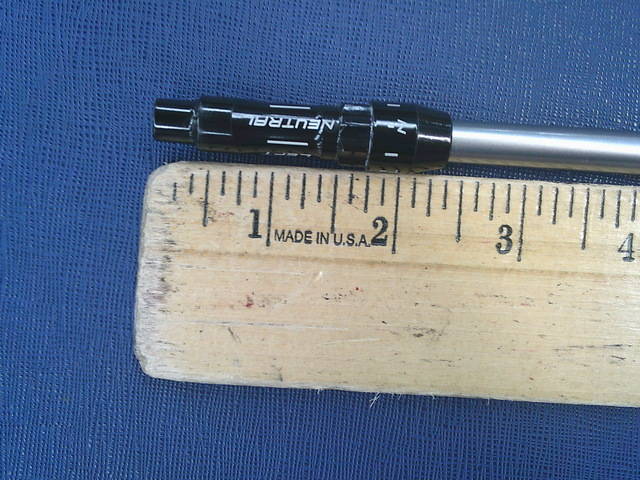 NEUTRAL N
1 MADE IN U.S.A. 2 3 4